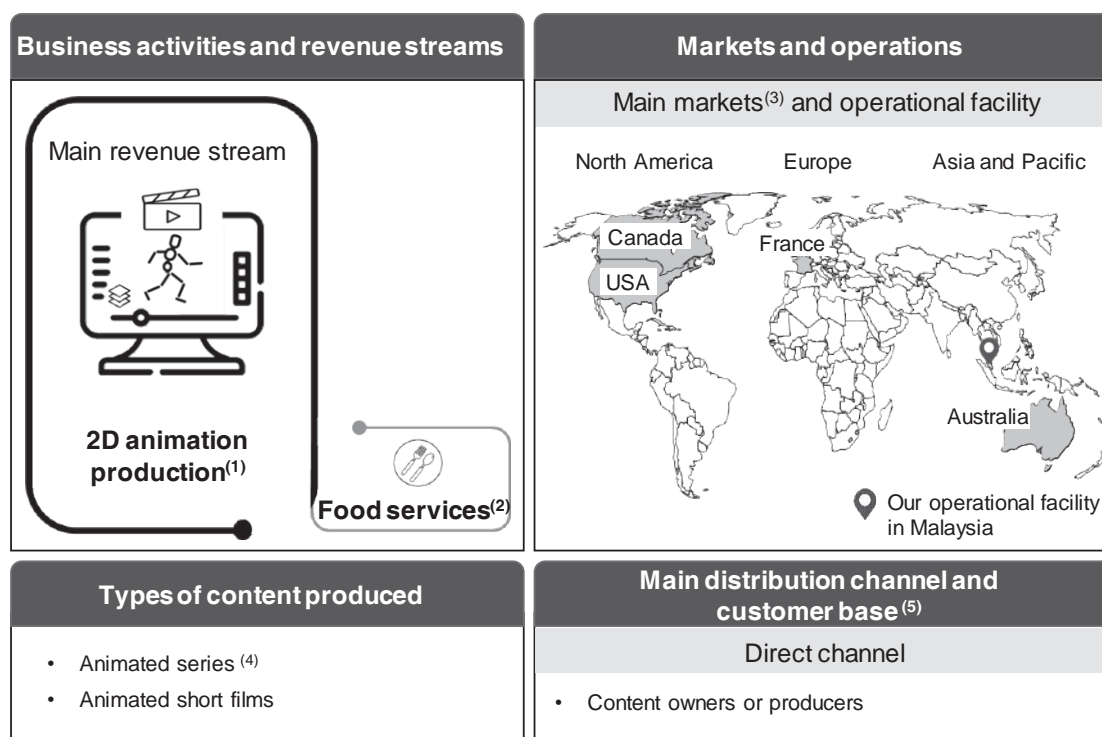 Business activities and revenue streams
Main revenue stream
2D animation
production(1)
Food services(2)
Markets and operations
Main markets(3) and operational facility
North America
Europe
Asia and Pacific
Canada
France
USA
Australia
Our operational facility
in Malaysia
Types of content produced
• Animated series (4)
• Animated short films
Main distribution channel and
customer base (5)
Direct channel
• Content owners or producers